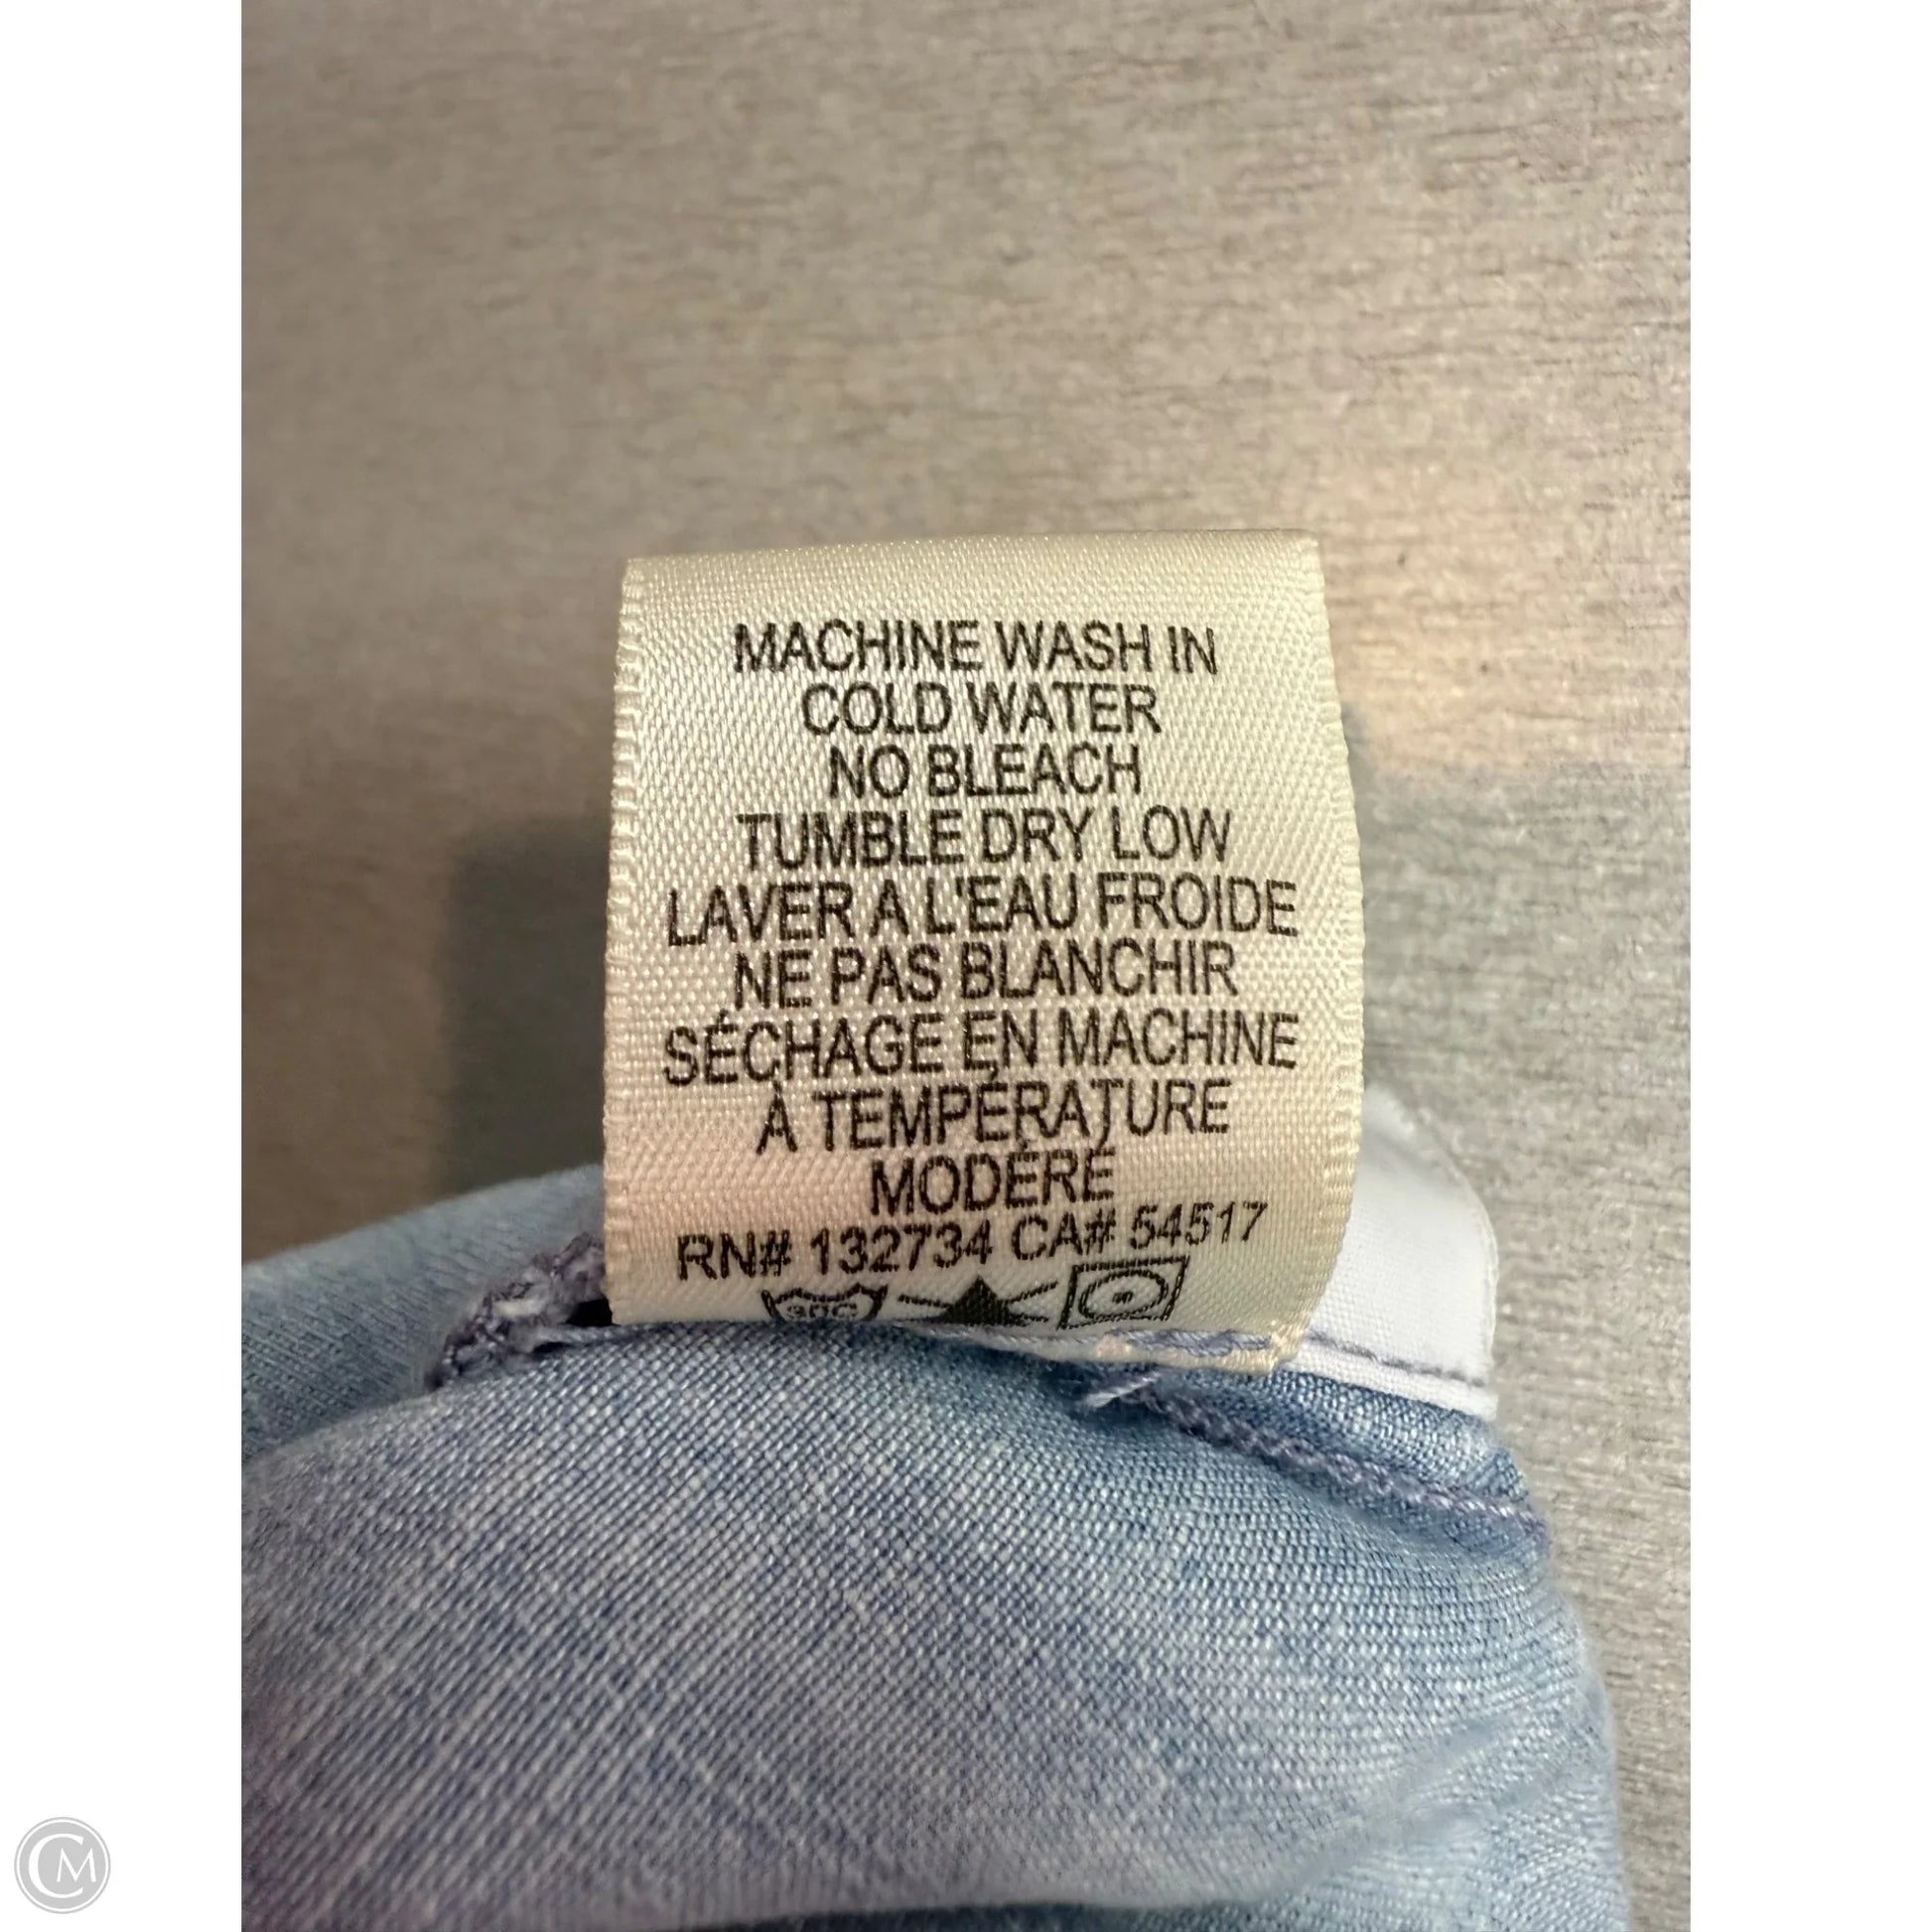 MACHINE WASH IN
COLD WATER
NO BLEACH
TUMBLE DRY LOW
LAVER A L'EAU FROIDE
NE PAS BLANCHIR
SÉCHAGE EN MACHINE
À TEMPÉRATURE
MODÉRÉ
RN# 132734 CA# 54517
30C
CM